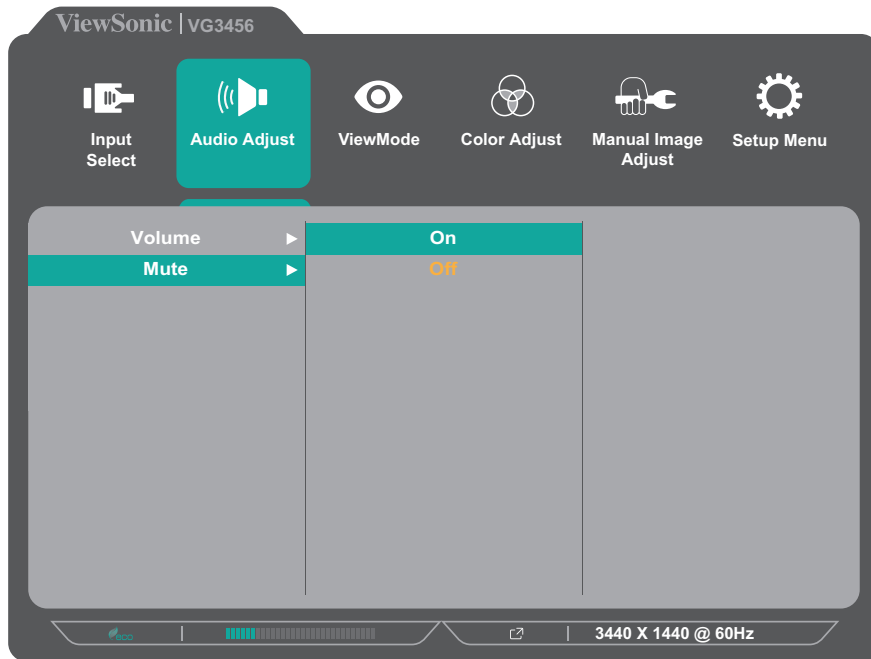 ViewSonic | VG3456
Input
Select
Audio Adjust
ViewMode
Color Adjust
Manual Image
Adjust
Setup Menu
Volume
On
Mute
Off
eco
3440 X 1440 @ 60Hz